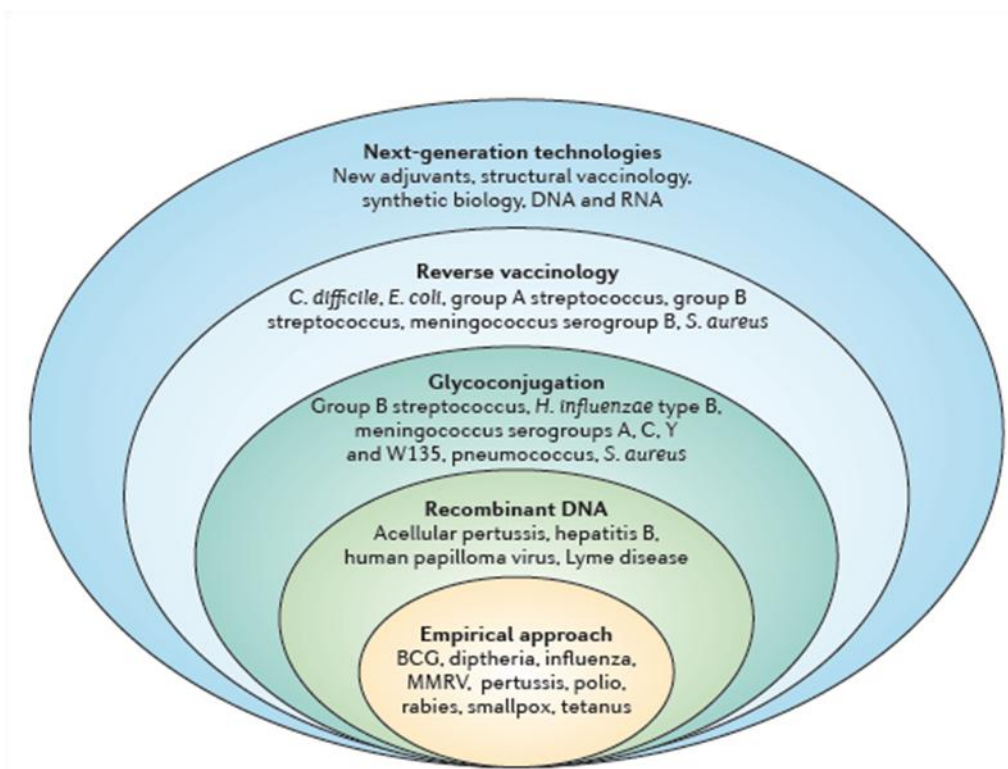 Next-generation technologies
New adjuvants, structural vaccinology,
synthetic biology, DNA and RNA
Reverse vaccinology
C. difficile, E. coli, group A streptococcus, group B
streptococcus, meningococcus serogroup B, S. aureus
Glycoconjugation
Group B streptococcus, H. influenzae type B,
meningococcus serogroups A, C, Y
and W135, pneumococcus, S. aureus
Recombinant DNA
Acellular pertussis, hepatitis B,
human papilloma virus, Lyme disease
Empirical approach
BCG, diptheria, influenza,
MMRV, pertussis, polio,
rabies, smallpox, tetanus